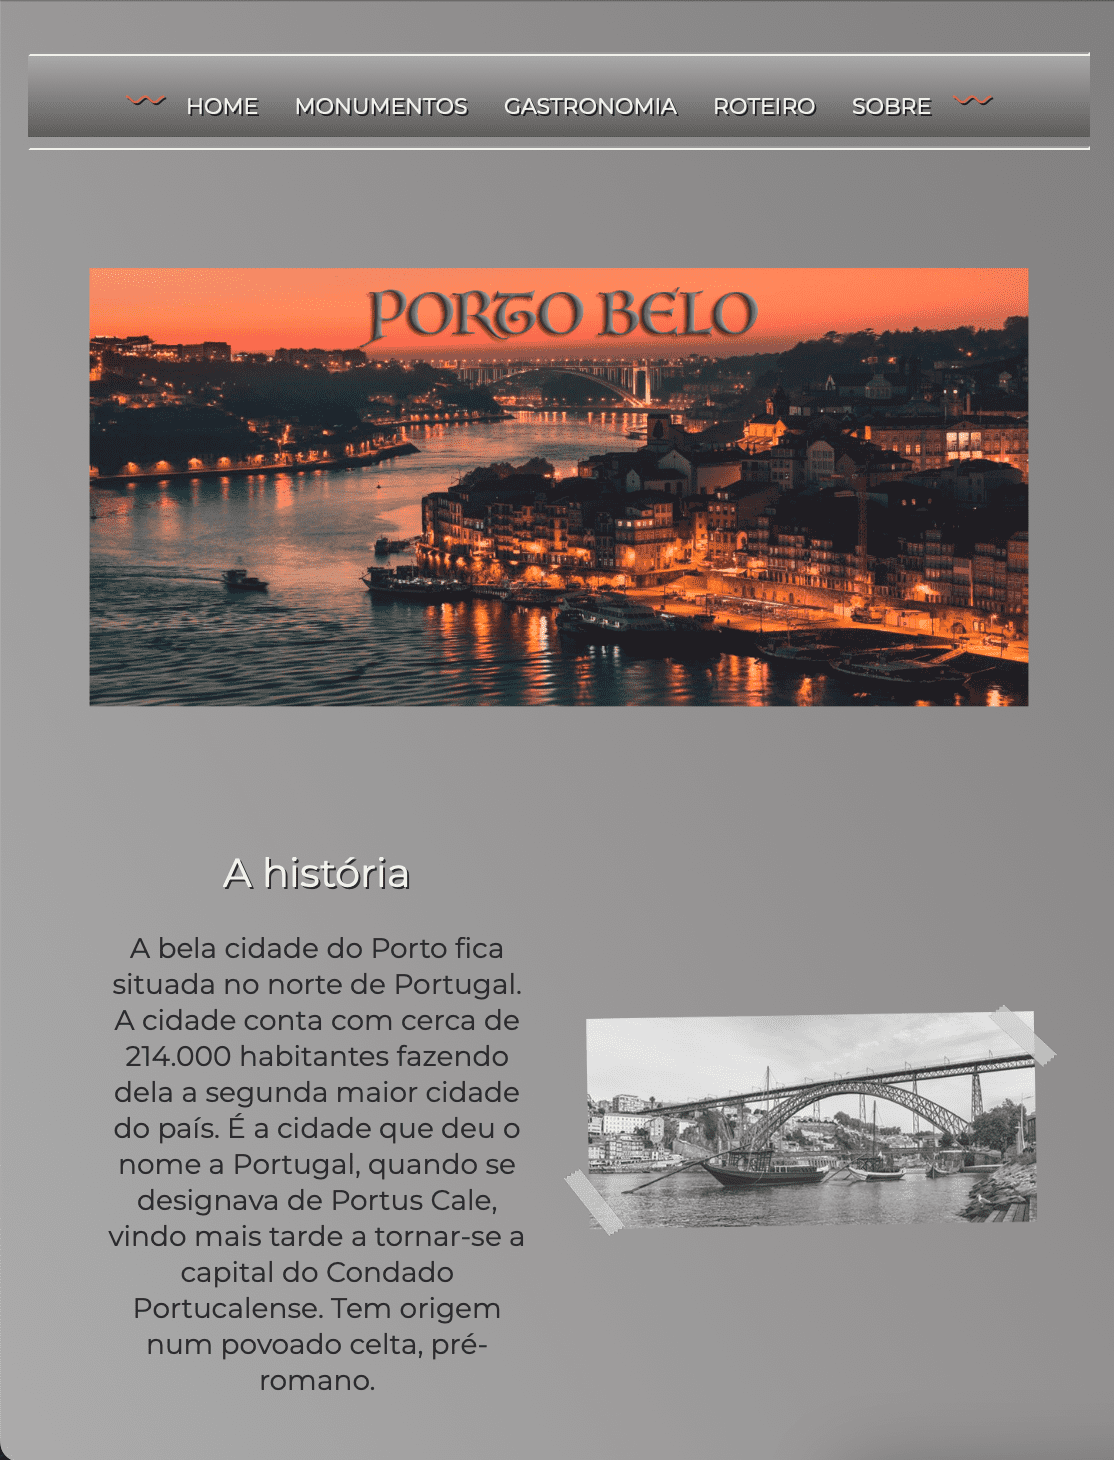 HOME MONUMENTOS GASTRONOMIA ROTEIRO SOBRE
PORTO BELO
A história
A bela cidade do Porto fica
situada no norte de Portugal.
A cidade conta com cerca de
214.000 habitantes fazendo
dela a segunda maior cidade
do país. É a cidade que deu o
nome a Portugal, quando se
designava de Portus Cale,
vindo mais tarde a tornar-se a
capital do Condado
Portucalense. Tem origem
num povoado celta, pré-
romano.